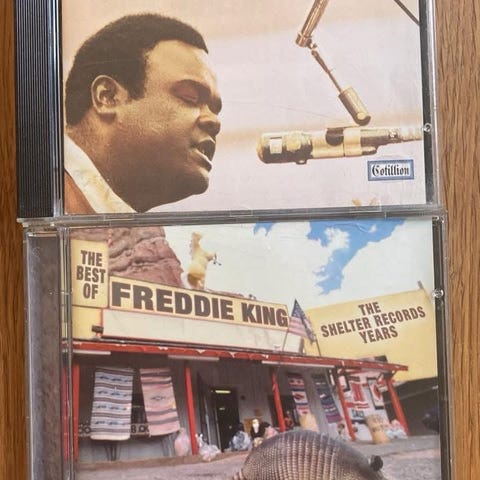 Cotillion
THE
BEST
OF
FREDDIE KING
THE
SHELTER RECORDS
YEARS